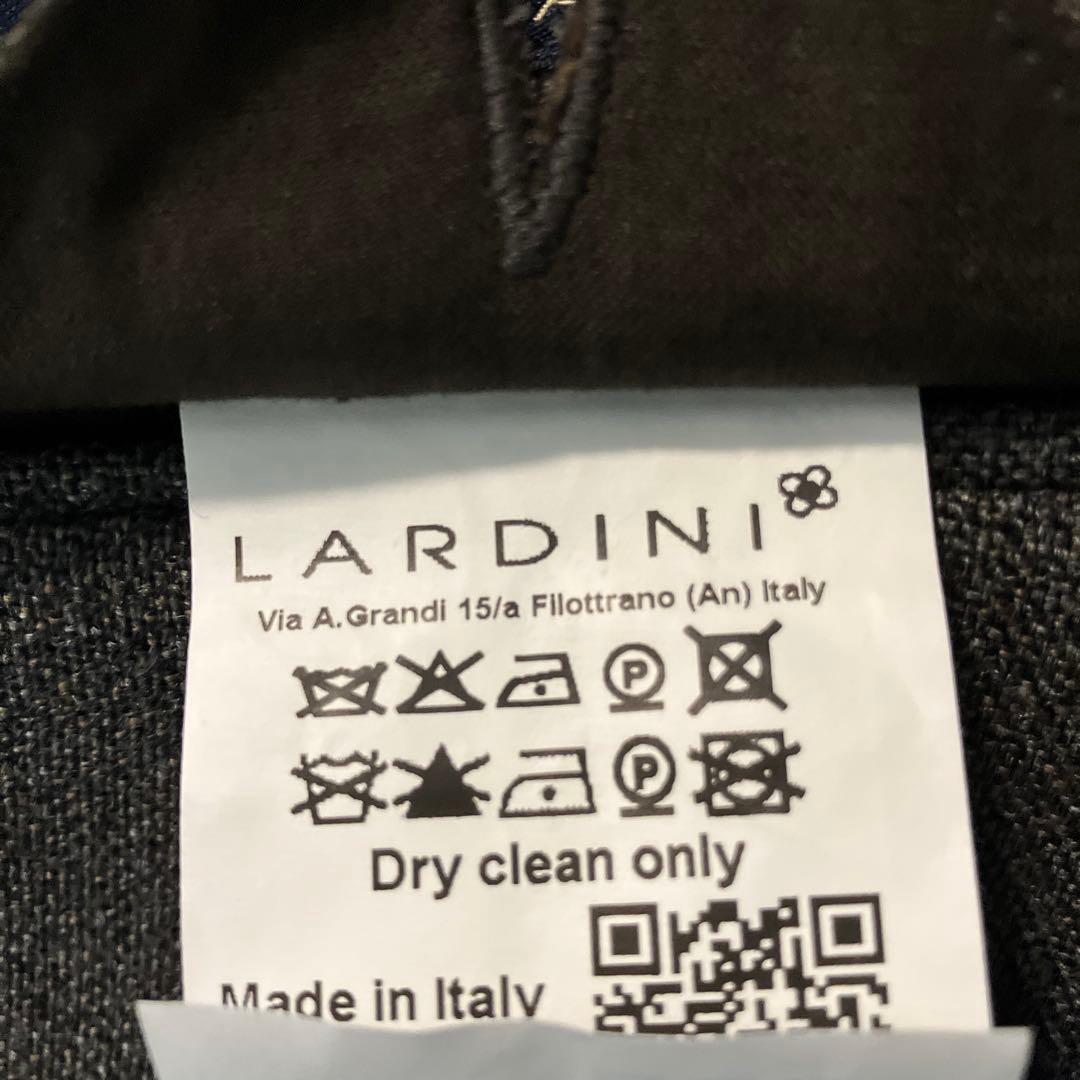 LARDINI
Via A.Grandi 15/a Filottrano (An) Italy
P
P
Dry clean only
Made in Italy